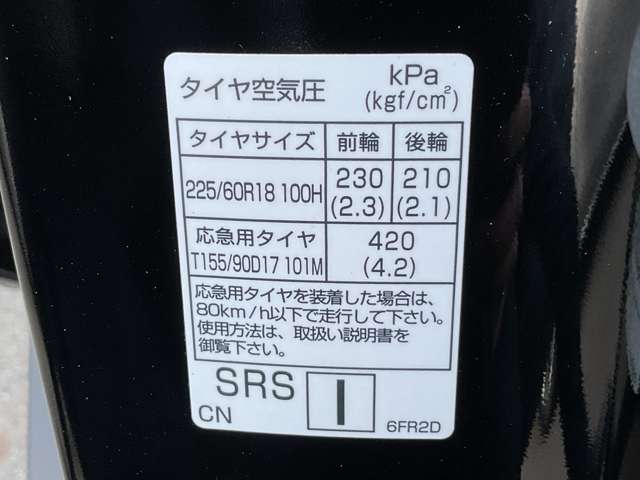 タイヤ空気圧 kPa
(kgf/cm²)
タイヤサイズ 前輪 後輪
225/60R18 100H 230 210
(2.3) (2.1)
応急用タイヤ 420
T155/90D17 101M (4.2)
応急用タイヤを装着した場合は、
80km/h以下で走行して下さい。
使用方法は、取扱い説明書を
御覧下さい。
SRS I
CN 6FR2D